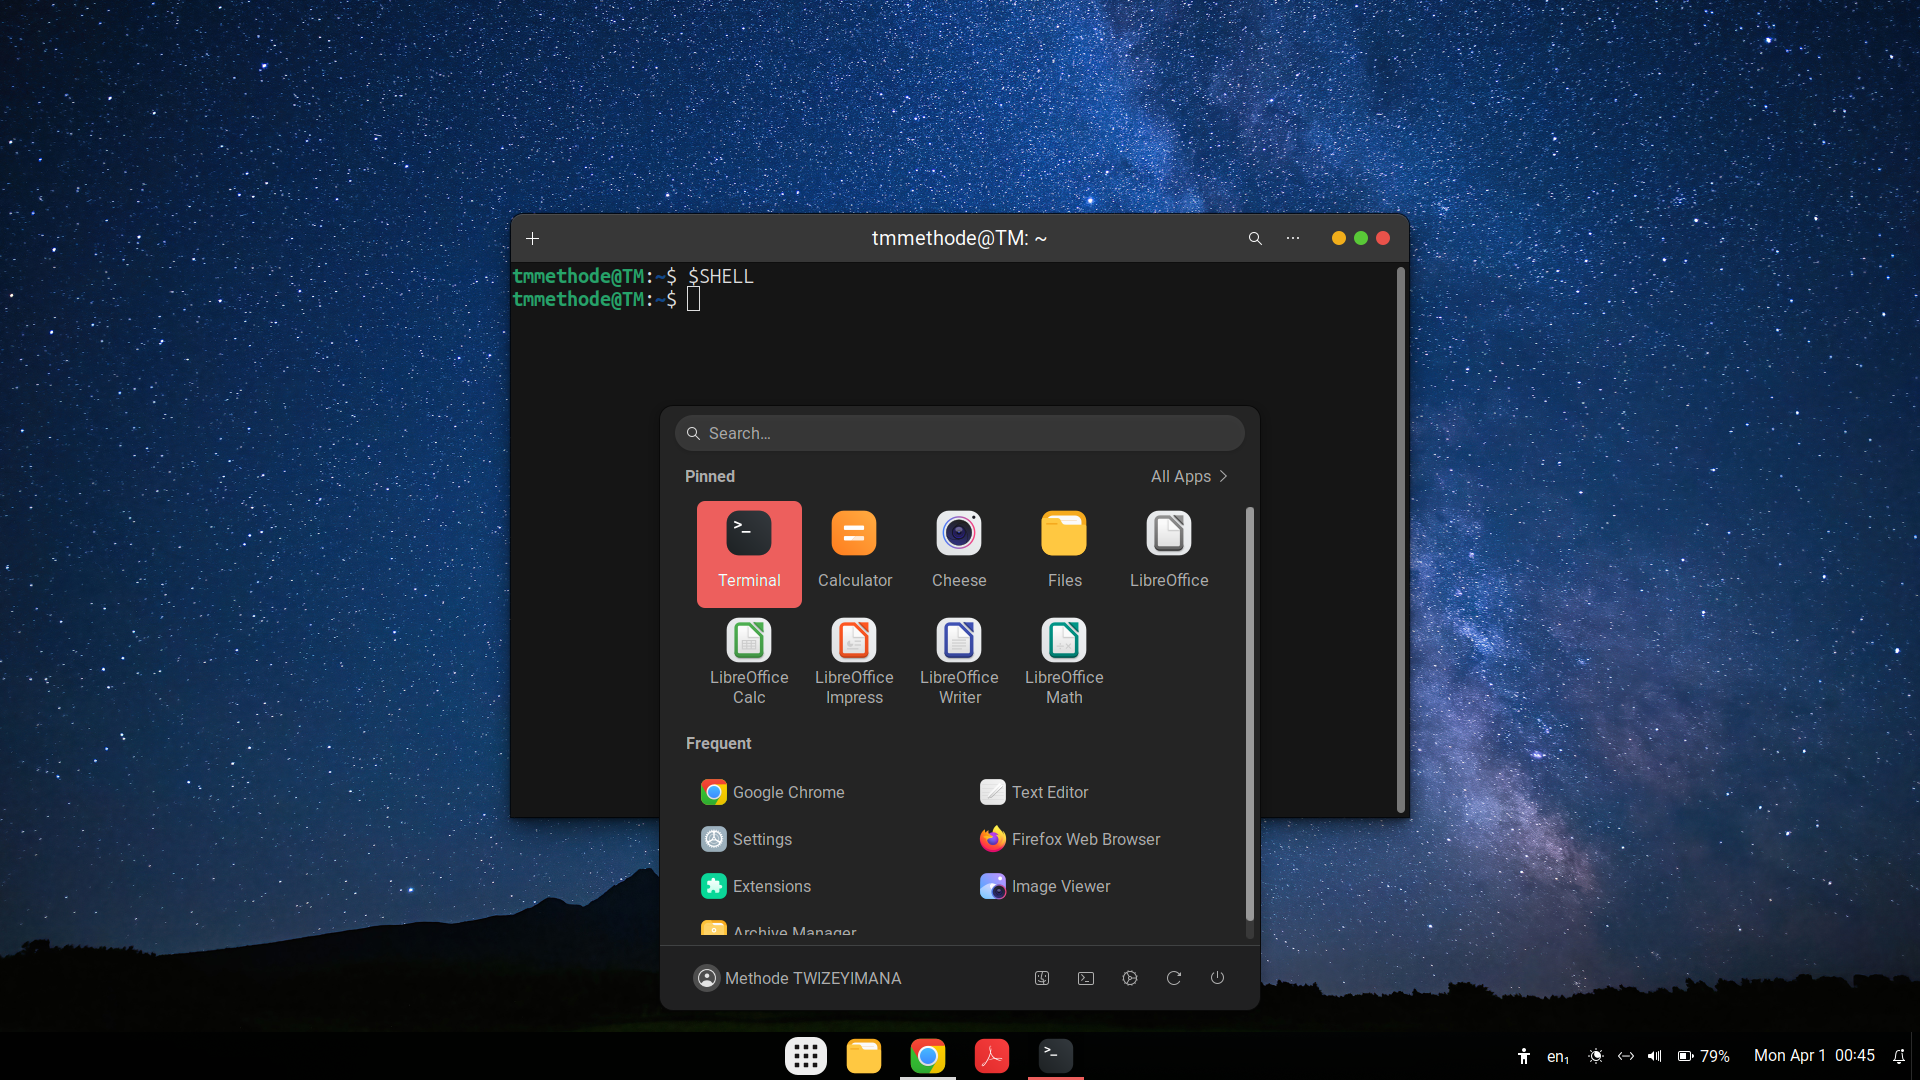 tmmethode@TM: ~
tmmethode@TM:~$ $SHELL
tmmethode@TM:~$
Search...
Pinned
All Apps
Terminal
Calculator
Cheese
Files
LibreOffice
LibreOffice Calc
LibreOffice Impress
LibreOffice Writer
LibreOffice Math
Frequent
Google Chrome
Text Editor
Settings
Firefox Web Browser
Extensions
Image Viewer
Archive Manager
Methode TWIZEYIMANA
en₁
79%
Mon Apr 1 00:45